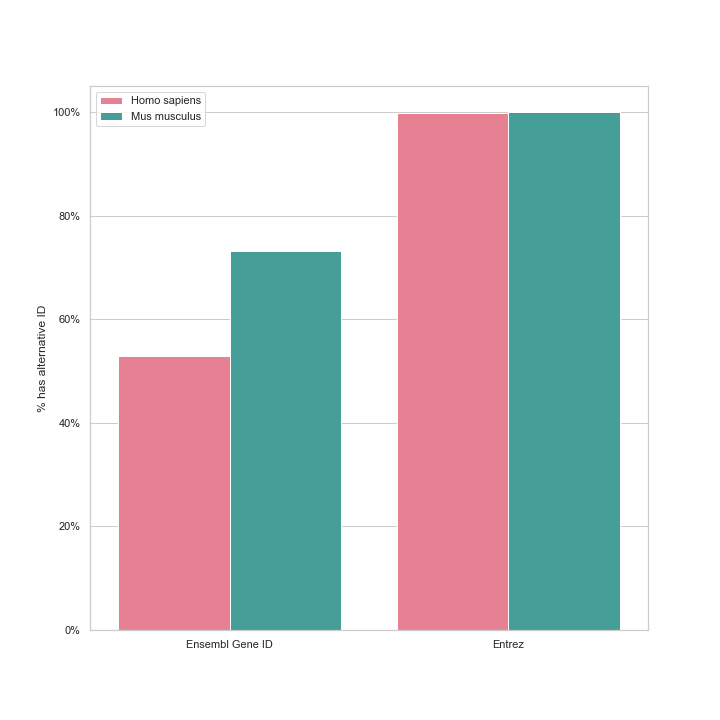 Homo sapiens
Mus musculus
100%
80%
60%
40%
20%
0%
% has alternative ID
Ensembl Gene ID
Entrez